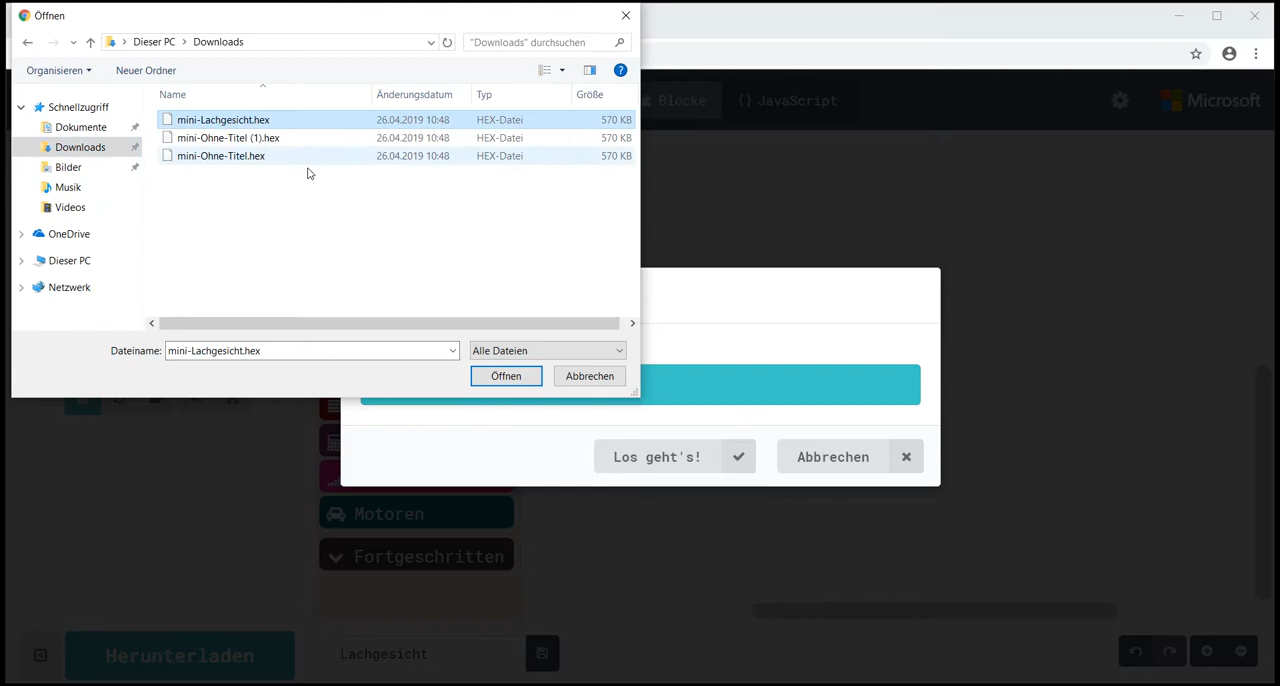 Öffnen
Dieser PC > Downloads
"Downloads" durchsuchen
Organisieren
Neuer Ordner
Name Änderungsdatum Typ Größe
Schnellzugriff
Dokumente
Downloads
Bilder
Musik
Videos
OneDrive
Dieser PC
Netzwerk
mini-Lachgesicht.hex 26.04.2019 10:48 HEX-Datei 570 KB
mini-Ohne-Titel (1).hex 26.04.2019 10:48 HEX-Datei 570 KB
mini-Ohne-Titel.hex 26.04.2019 10:48 HEX-Datei 570 KB
Dateiname: mini-Lachgesicht.hex
Alle Dateien
Öffnen
Abbrechen
Blöcke
{} JavaScript
Microsoft
Los geht's!
Abbrechen
Motoren
Fortgeschritten
Herunterladen
Lachgesicht